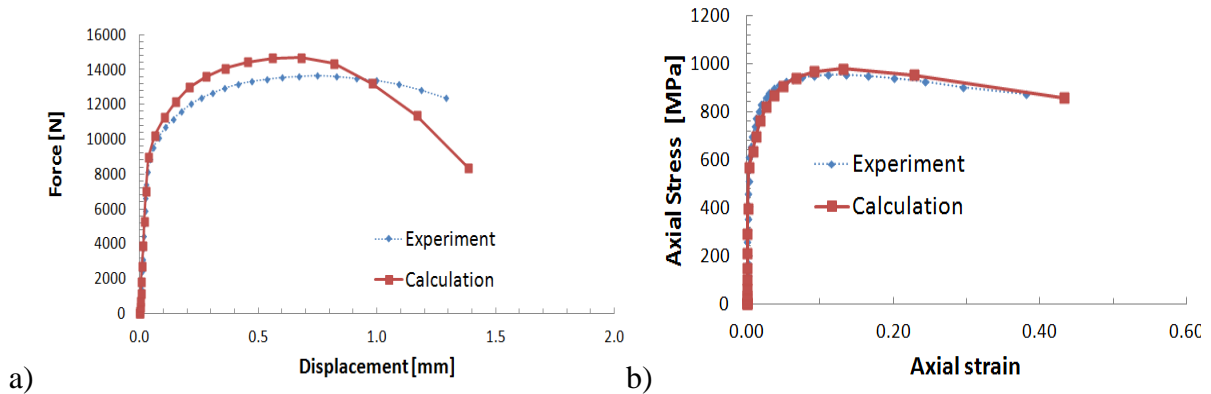 16000
14000
12000
10000
8000
6000
4000
2000
0
Force [N]
0.0 0.5 1.0 1.5 2.0
Displacement [mm]
Experiment
Calculation
a)
1200
1000
800
600
400
200
0
Axial Stress [MPa]
0.00 0.20 0.40 0.60
Axial strain
Experiment
Calculation
b)